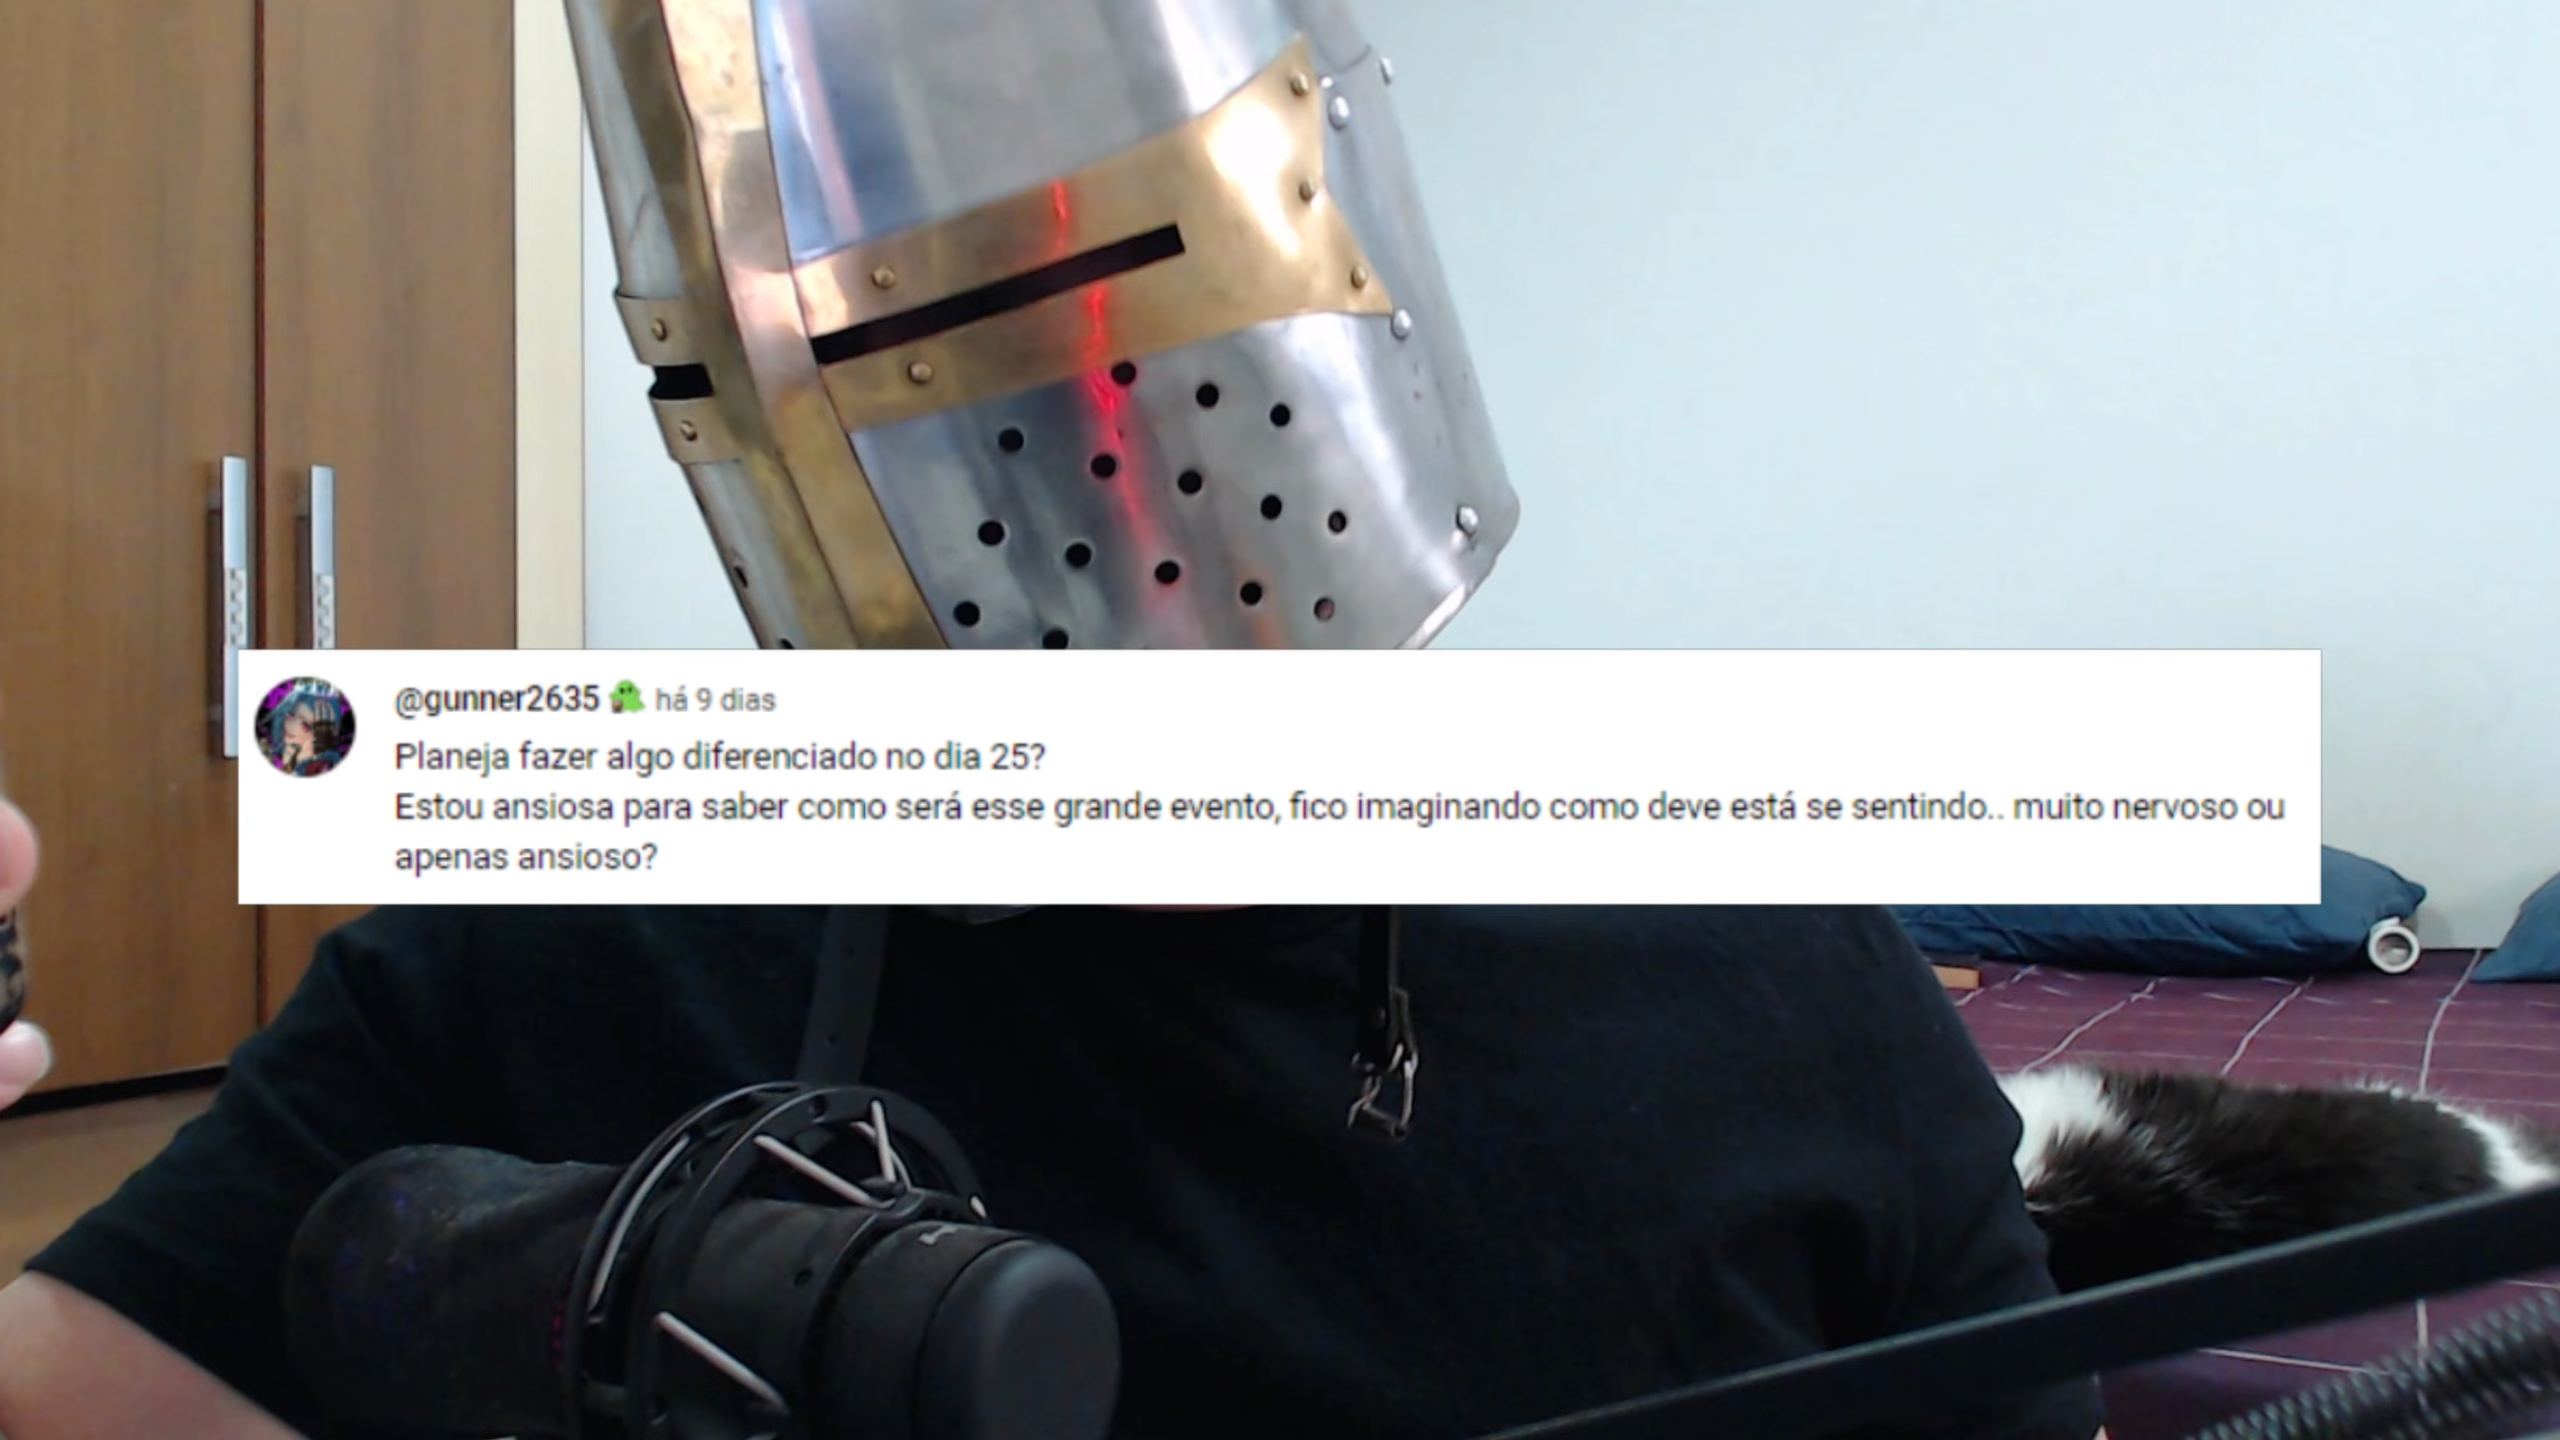 @gunner2635 há 9 dias
Planeja fazer algo diferenciado no dia 25?
Estou ansiosa para saber como será esse grande evento, fico imaginando como deve está se sentindo.. muito nervoso ou
apenas ansioso?